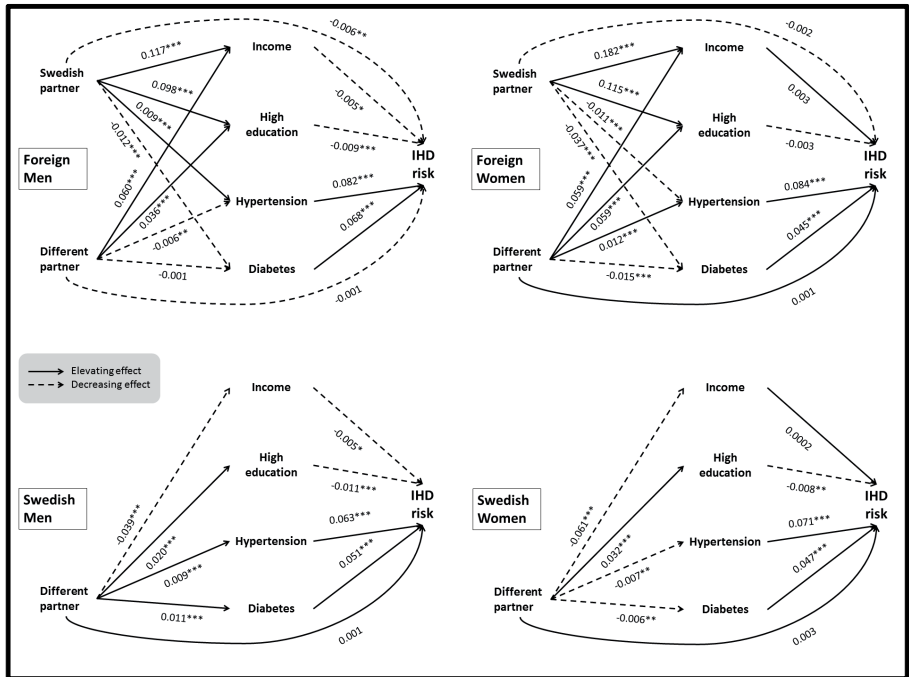 -0.006**
0.117***
Income
Swedish
partner
0.098***
0.009***
-0.012***
-0.005*
High
education
-0.009***
IHD
risk
Foreign
Men
0.060***
0.036***
0.082***
Hypertension
-0.006**
0.068***
Different
partner
-0.001
Diabetes
-0.001
-0.002
0.182***
Income
Swedish
partner
0.115***
-0.011***
-0.037***
0.003
High
education
-0.003
IHD
risk
Foreign
Women
0.059***
0.059***
0.084***
Hypertension
0.012***
0.045***
Different
partner
-0.015***
Diabetes
0.001
Elevating effect
Decreasing effect
Income
-0.005*
High
education
-0.011***
IHD
risk
Swedish
Men
-0.039***
0.020***
0.063***
Hypertension
0.009***
0.051***
Different
partner
0.011***
Diabetes
0.001
Income
0.0002
High
education
-0.008**
IHD
risk
Swedish
Women
-0.061***
0.032***
0.071***
Hypertension
-0.007**
0.047***
Different
partner
-0.006**
Diabetes
0.003